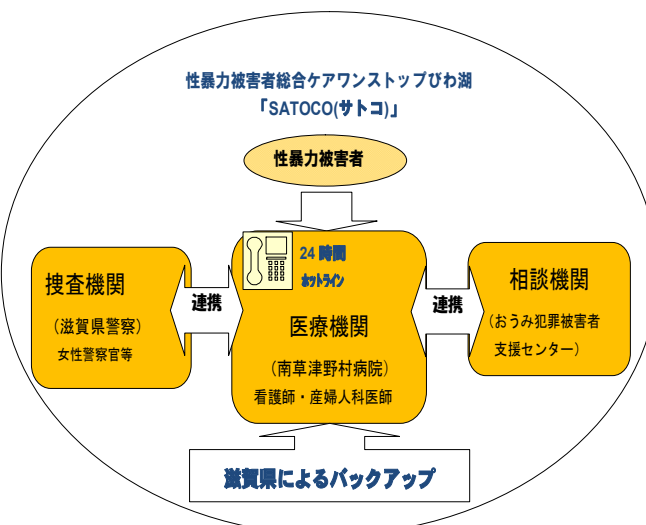 性暴力被害者総合ケアワンストップびわ湖
「SATOCO(サトコ)」
性暴力被害者
24 時間
ホットライン
捜査機関
（滋賀県警察）
女性警察官等
連携
医療機関
（南草津野村病院）
看護師・産婦人科医師
連携
相談機関
（おうみ犯罪被害者
支援センター）
滋賀県によるバックアップ